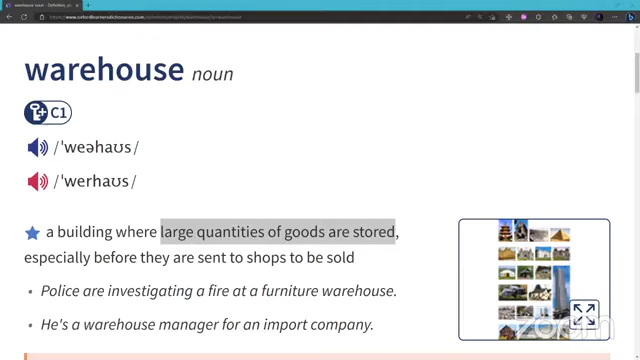 warehouse noun
C1
/ˈweəhaʊs/
/ˈwerhaʊs/
a building where large quantities of goods are stored,
especially before they are sent to shops to be sold
• Police are investigating a fire at a furniture warehouse.
• He's a warehouse manager for an import company.
zoom